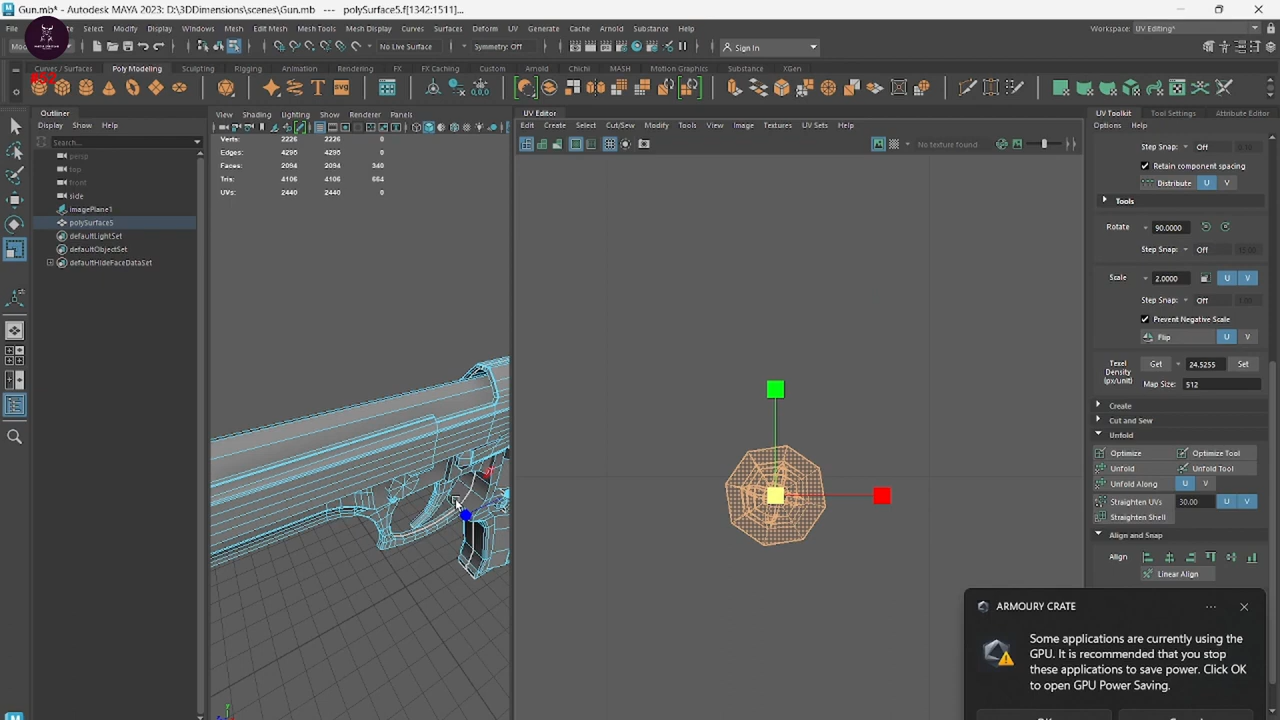 Gun.mb* - Autodesk MAYA 2023: D:\3DDimensions\scenes\Gun.mb --- polySurface5.f[1342:1511]...
Select Modify Display Windows Mesh Edit Mesh Mesh Tools Mesh Display Curves Surfaces Deform UV Generate Cache Arnold Substance Help
Workspace: UV Editing*
No Live Surface Symmetry: Off Sign In
Curves / Surfaces Poly Modeling Sculpting Rigging Animation Rendering FX FX Caching Custom Arnold Chichi MASH Motion Graphics Substance XGen
Outliner
Display Show Help
Search...
persp
top
front
side
imagePlane1
polySurface5
defaultLightSet
defaultObjectSet
defaultHideFaceDataSet
View Shading Lighting Show Renderer Panels
Verts: 2226 2226 0
Edges: 4295 4295 0
Faces: 2094 2094 340
Tris: 4106 4106 664
UVs: 2440 2440 0
UV Editor
Edit Create Select Cut/Sew Modify Tools View Image Textures UV Sets Help
No texture found
UV Toolkit Tool Settings Attribute Editor
Options Help
Step Snap: Off
Retain component spacing
Distribute U V
Tools
Rotate 90.0000
Step Snap: Off
Scale 2.0000 U V
Step Snap: Off
Prevent Negative Scale
Flip U V
Texel Density (px/unit) Get 24.5255 Set
Map Size: 512
Create
Cut and Sew
Unfold
Optimize Optimize Tool
Unfold Unfold Tool
Unfold Along U V
Straighten UVs 30.00 U V
Straighten Shell
Align and Snap
Align
Linear Align
ARMOURY CRATE
Some applications are currently using the
GPU. It is recommended that you stop
these applications to save power. Click OK
to open GPU Power Saving.